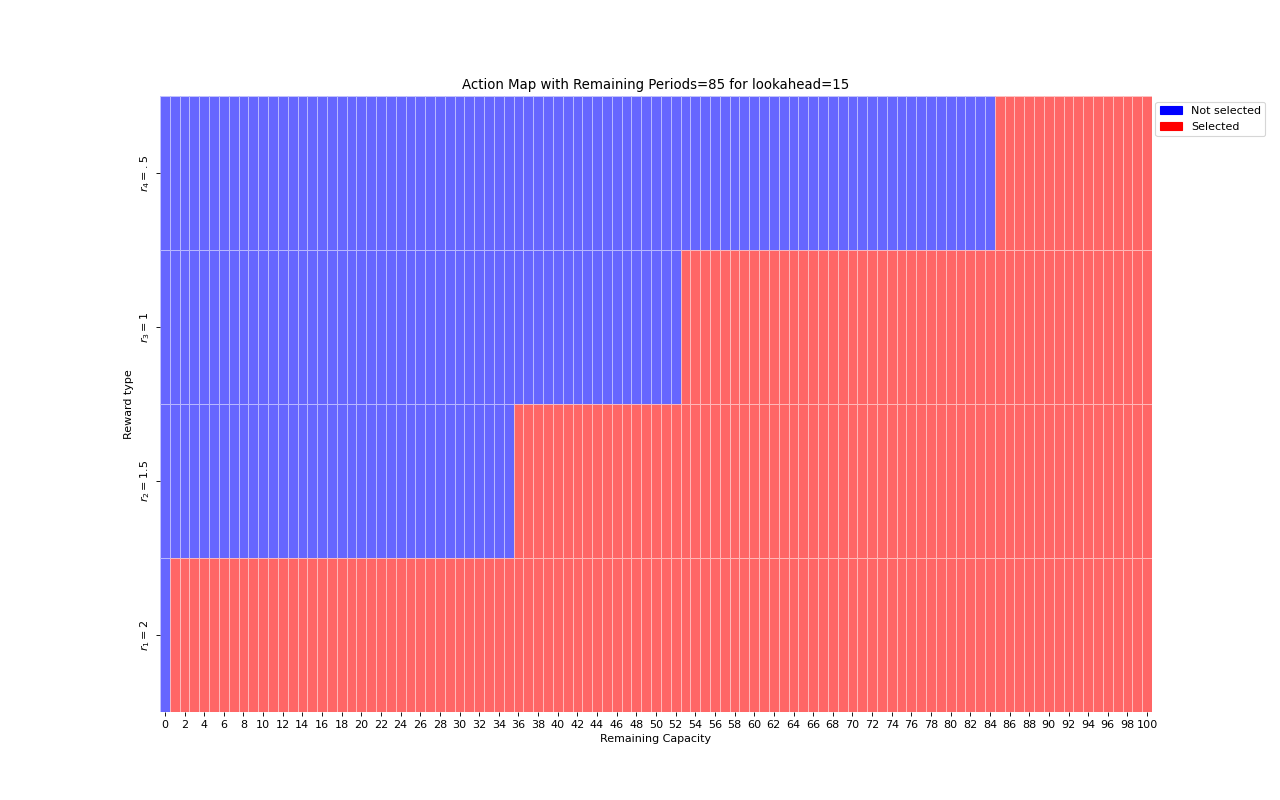 Action Map with Remaining Periods=85 for lookahead=15
Not selected
Selected
r₄ = .5
r₃ = 1
r₂ = 1.5
r₁ = 2
Reward type
0 2 4 6 8 10 12 14 16 18 20 22 24 26 28 30 32 34 36 38 40 42 44 46 48 50 52 54 56 58 60 62 64 66 68 70 72 74 76 78 80 82 84 86 88 90 92 94 96 98 100
Remaining Capacity